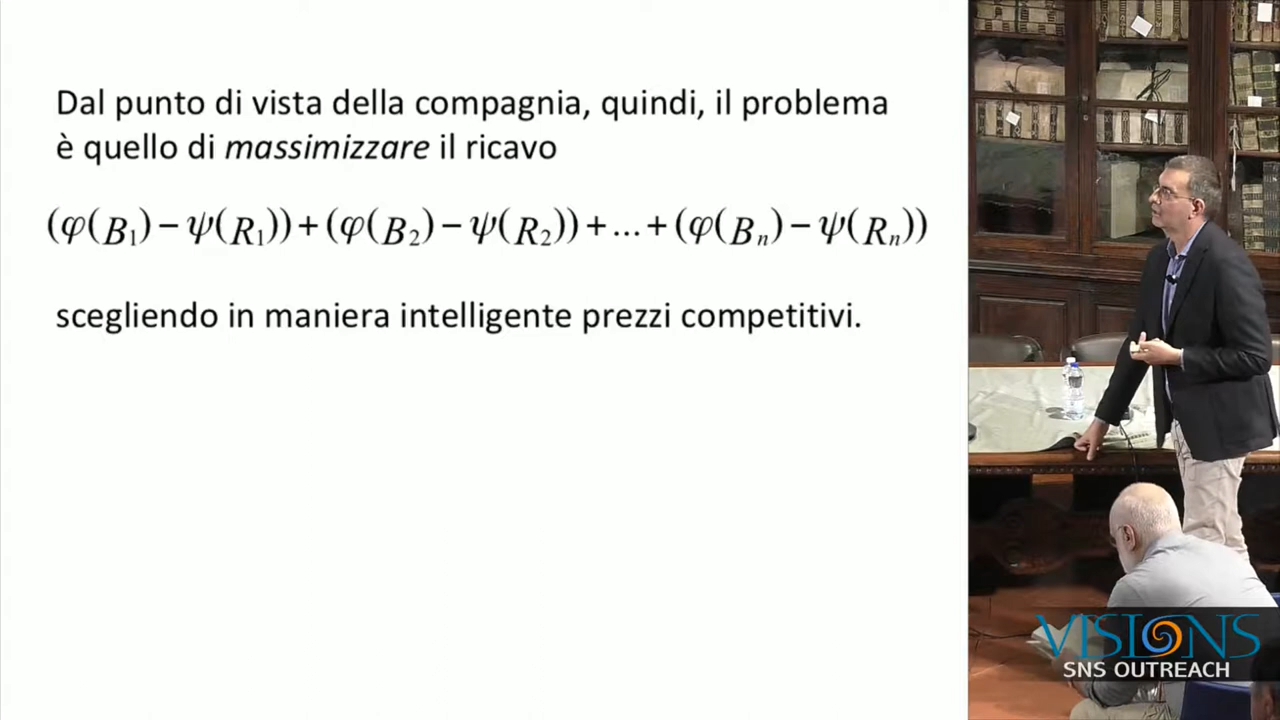 Dal punto di vista della compagnia, quindi, il problema
è quello di massimizzare il ricavo
(φ(B₁) − ψ(R₁)) + (φ(B₂) − ψ(R₂)) + ... + (φ(Bₙ) − ψ(Rₙ))
scegliendo in maniera intelligente prezzi competitivi.
VISIONS
SNS OUTREACH